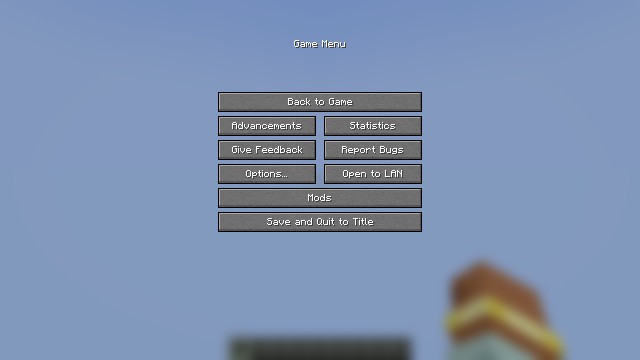 Game Menu
Back to Game
Advancements
Statistics
Give Feedback
Report Bugs
Options...
Open to LAN
Mods
Save and Quit to Title